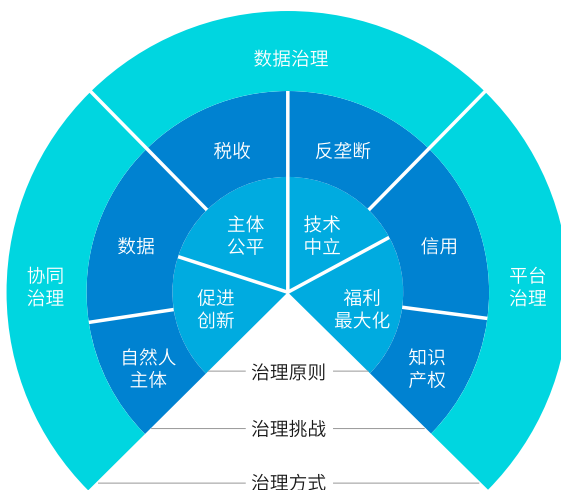 数据治理
税收
反垄断
主体
公平
技术
中立
数据
信用
协同
治理
平台
治理
促进
创新
福利
最大化
自然人
主体
知识
产权
治理原则
治理挑战
治理方式